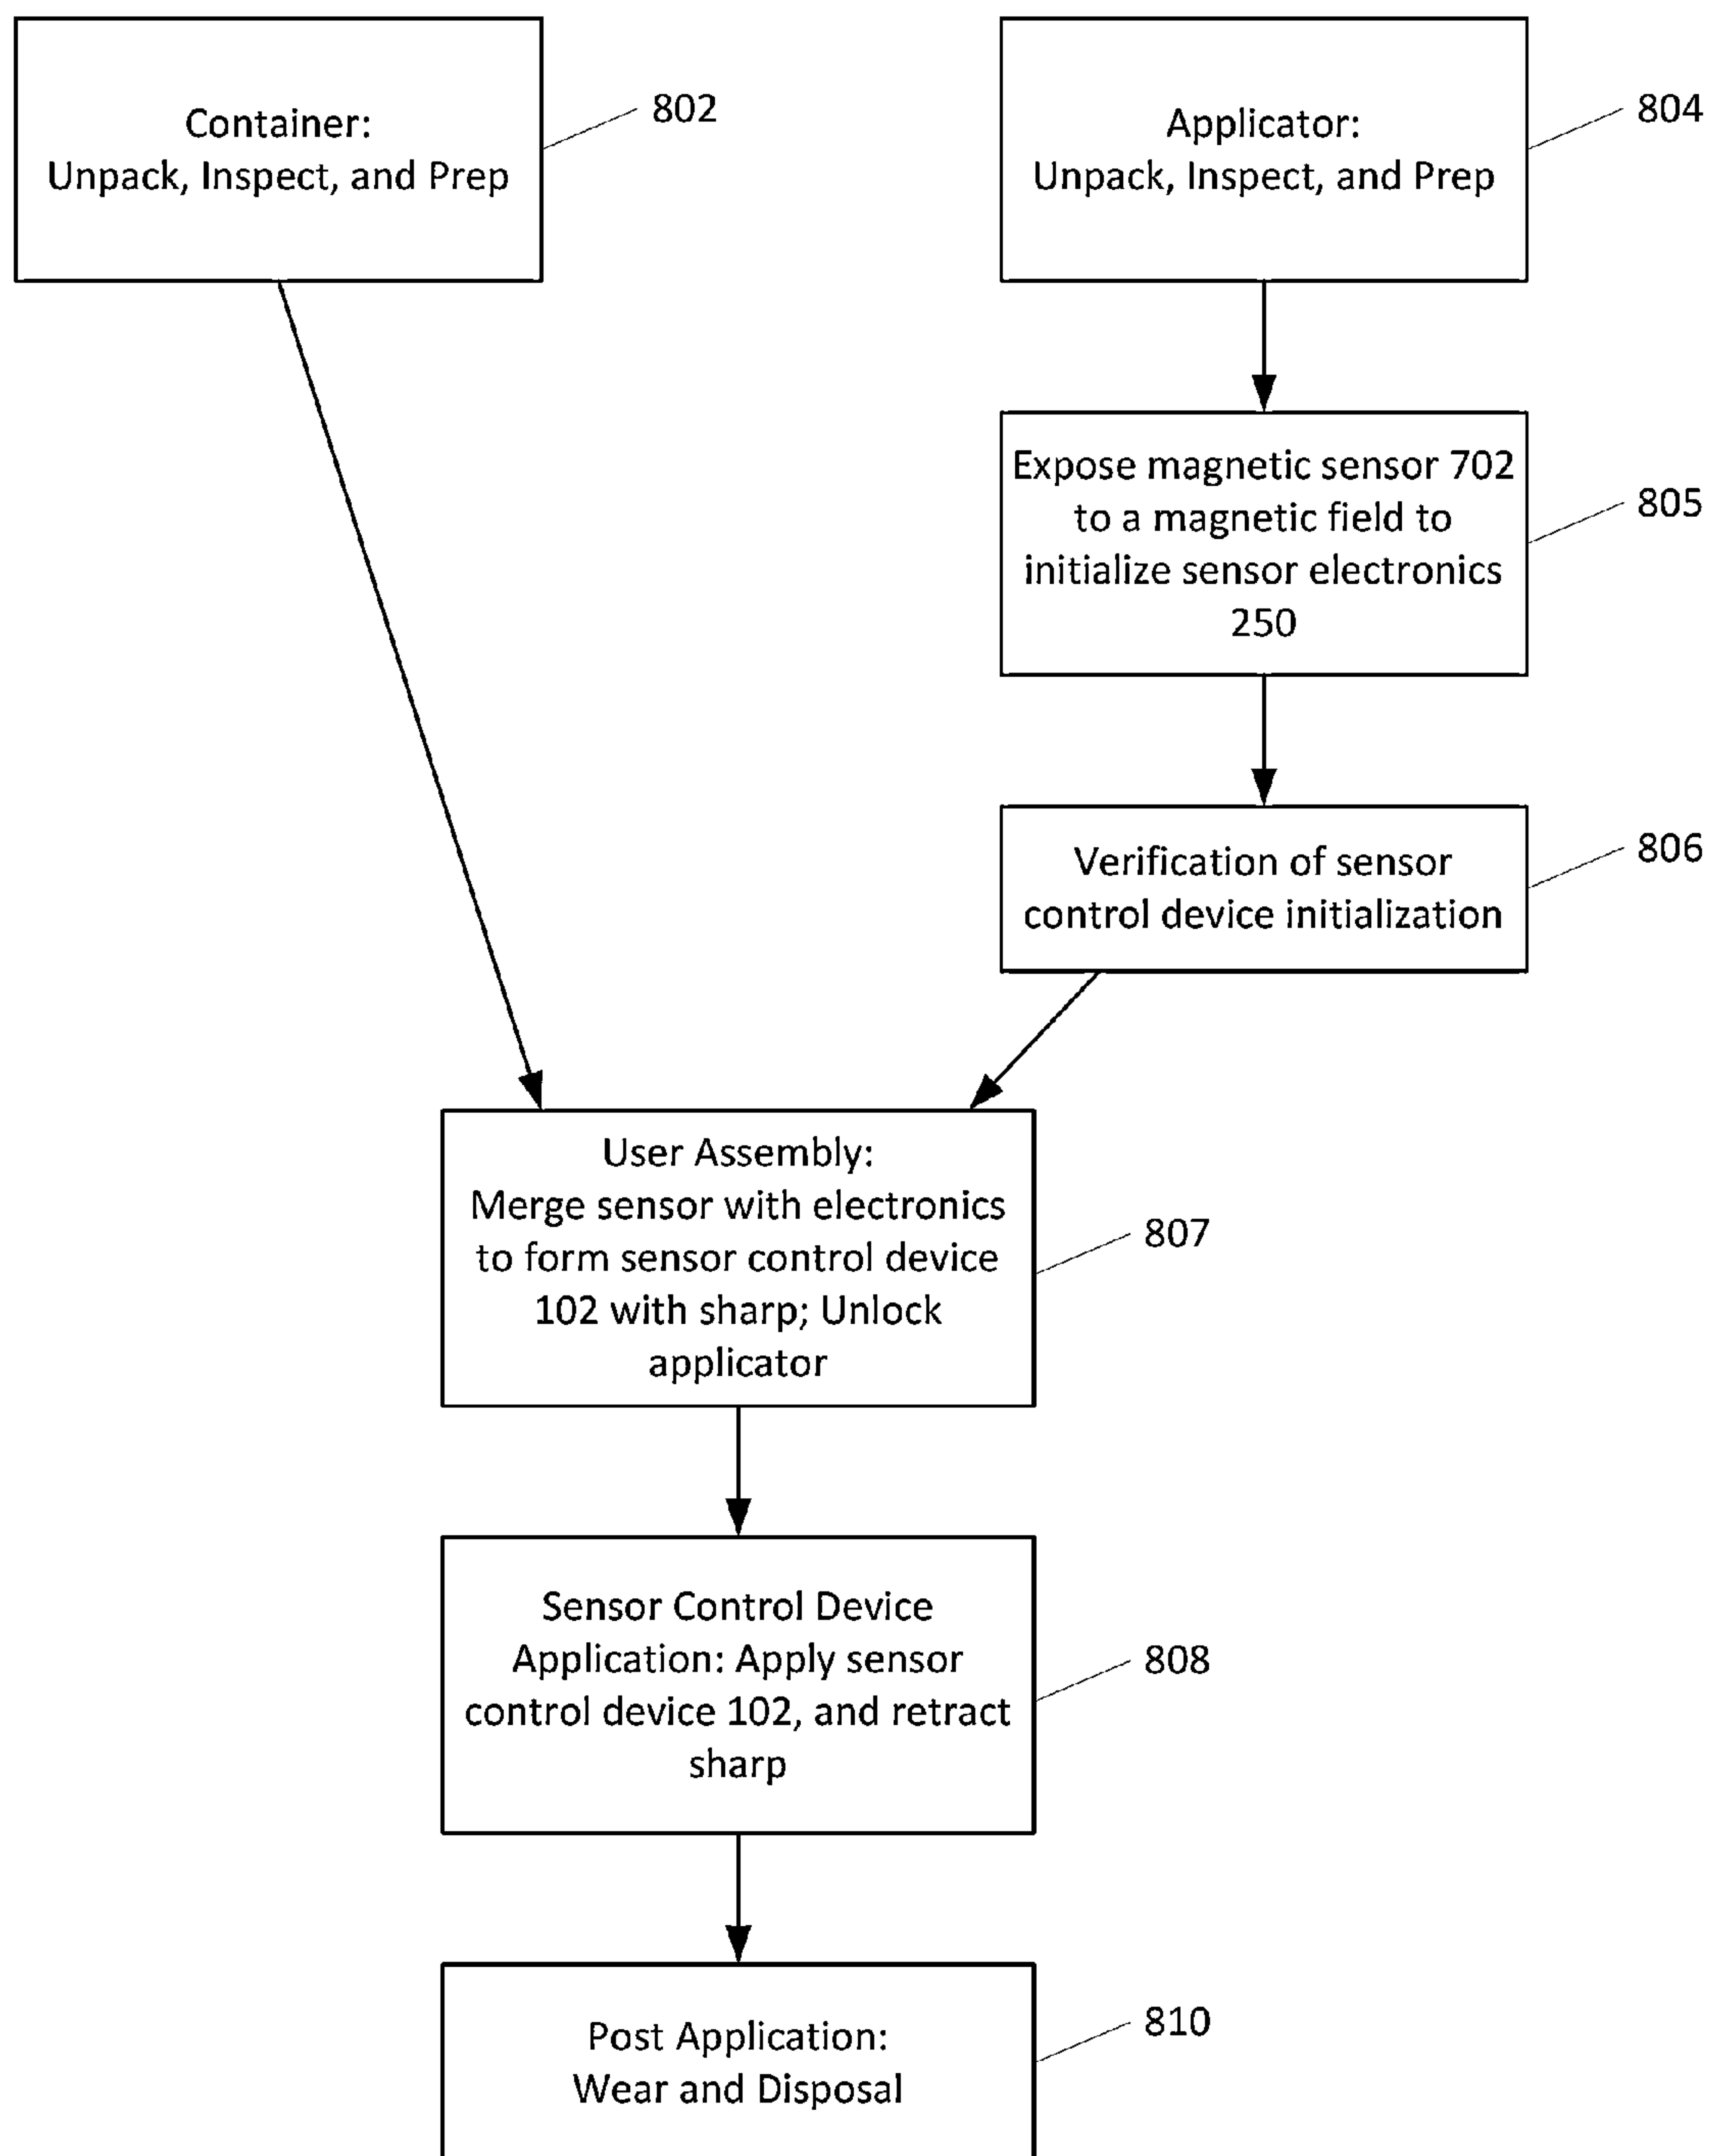 Container:
Unpack, Inspect, and Prep
802
Applicator:
Unpack, Inspect, and Prep
804
Expose magnetic sensor 702
to a magnetic field to
initialize sensor electronics
250
805
Verification of sensor
control device initialization
806
User Assembly:
Merge sensor with electronics
to form sensor control device
102 with sharp; Unlock
applicator
807
Sensor Control Device
Application: Apply sensor
control device 102, and retract
sharp
808
Post Application:
Wear and Disposal
810